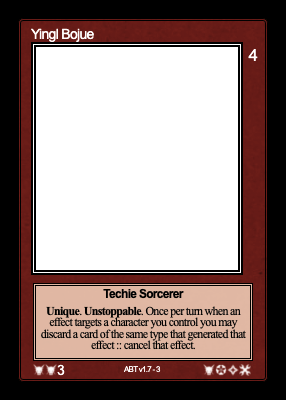 Yingl Bojue
4
Techie Sorcerer
Unique. Unstoppable. Once per turn when an
effect targets a character you control you may
discard a card of the same type that generated that
effect :: cancel that effect.
3
ABT v1.7 - 3